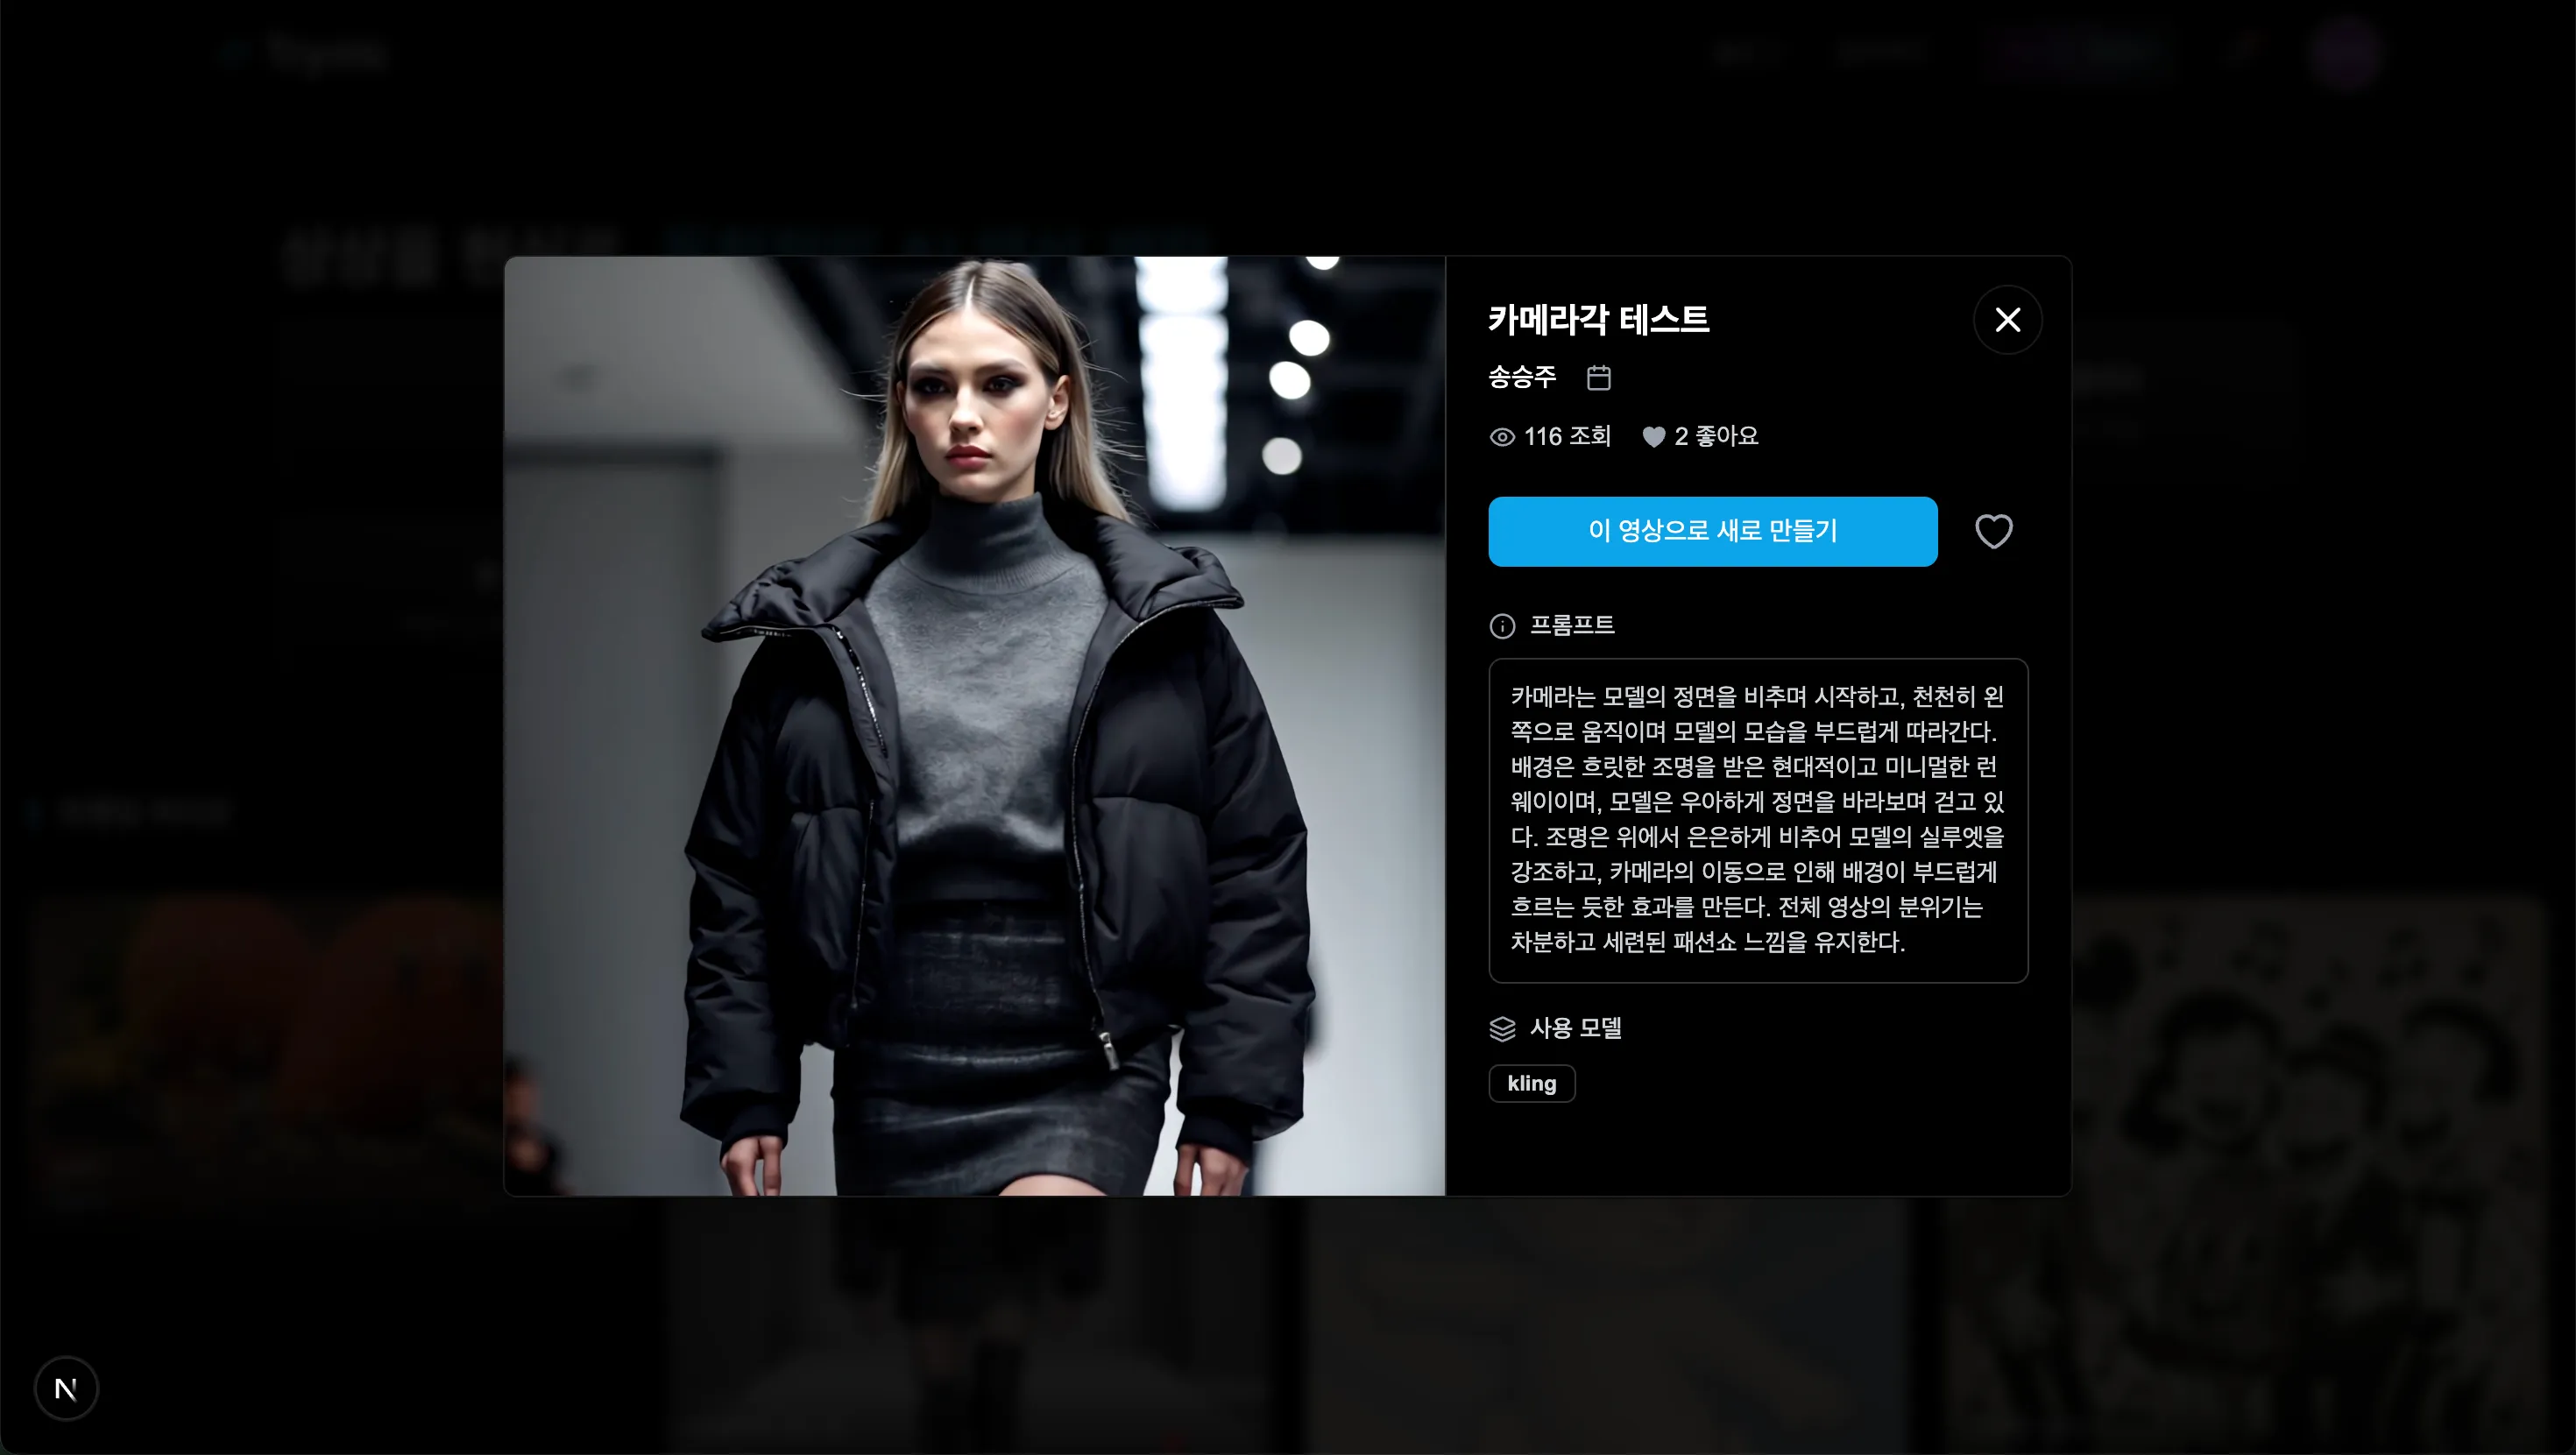 카메라각 테스트
송승주
116 조회 2 좋아요
이 영상으로 새로 만들기
프롬프트
카메라는 모델의 정면을 비추며 시작하고, 천천히 왼
쪽으로 움직이며 모델의 모습을 부드럽게 따라간다.
배경은 흐릿한 조명을 받은 현대적이고 미니멀한 런
웨이이며, 모델은 우아하게 정면을 바라보며 걷고 있
다. 조명은 위에서 은은하게 비추어 모델의 실루엣을
강조하고, 카메라의 이동으로 인해 배경이 부드럽게
흐르는 듯한 효과를 만든다. 전체 영상의 분위기는
차분하고 세련된 패션쇼 느낌을 유지한다.
사용 모델
kling
N